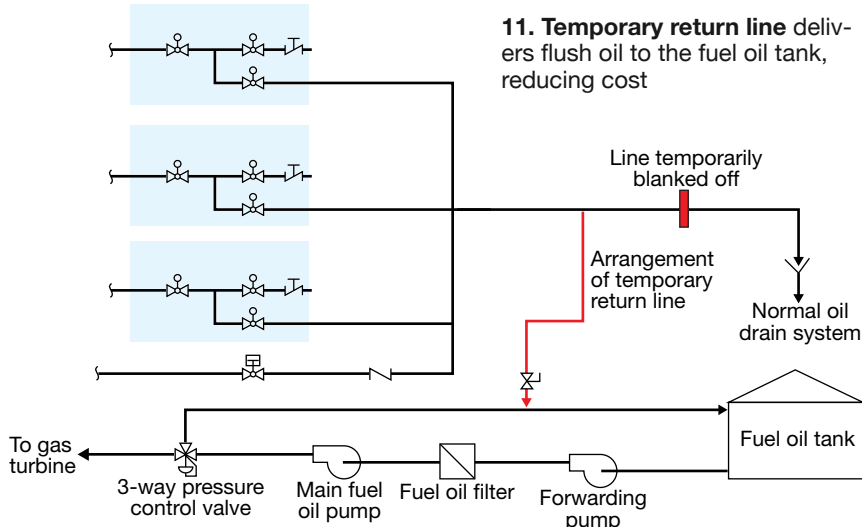 11. Temporary return line deliv-
ers flush oil to the fuel oil tank,
reducing cost
Line temporarily
blanked off
Arrangement
of temporary
return line
Normal oil
drain system
To gas
turbine
3-way pressure
control valve
Main fuel
oil pump
Fuel oil filter
Forwarding
pump
Fuel oil tank